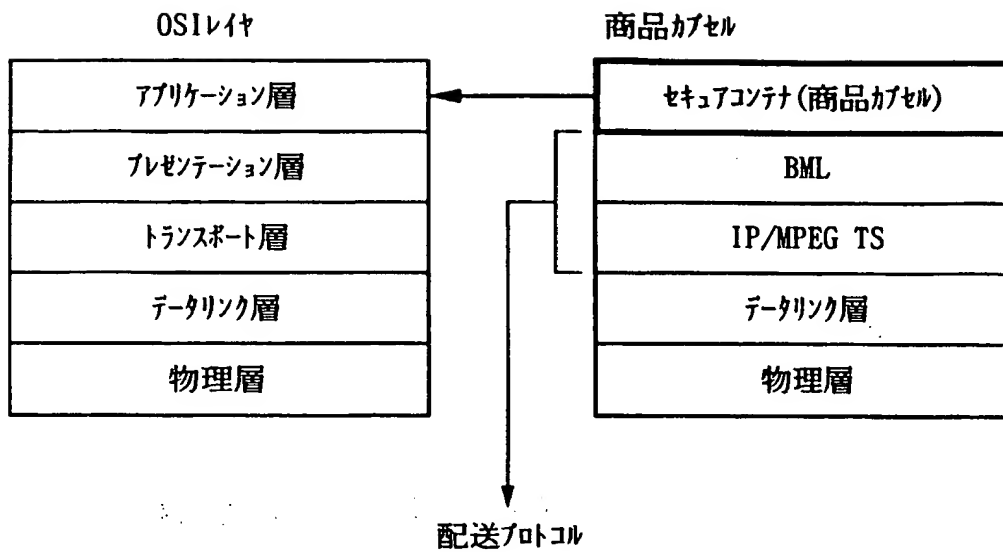 OSIレイヤ
アプリケーション層
プレゼンテーション層
トランスポート層
データリンク層
物理層
商品カプセル
セキュアコンテナ(商品カプセル)
BML
IP/MPEG TS
データリンク層
物理層
配送プロトコル